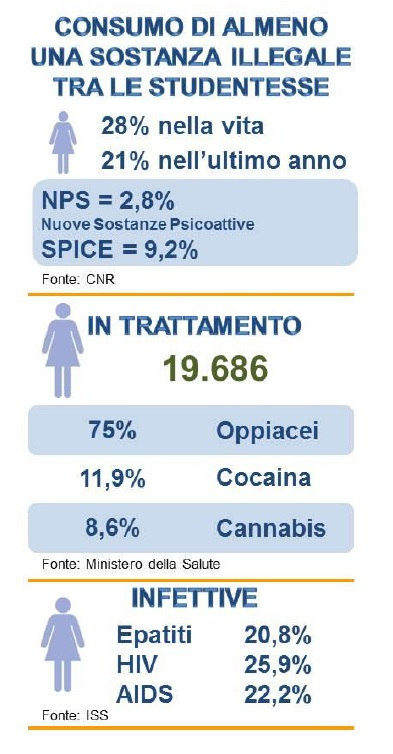 CONSUMO DI ALMENO
UNA SOSTANZA ILLEGALE
TRA LE STUDENTESSE
28% nella vita
21% nell'ultimo anno
NPS = 2,8%
Nuove Sostanze Psicoattive
SPICE = 9,2%
Fonte: CNR
IN TRATTAMENTO
19.686
75% Oppiacei
11,9% Cocaina
8,6% Cannabis
Fonte: Ministero della Salute
INFETTIVE
Epatiti 20,8%
HIV 25,9%
AIDS 22,2%
Fonte: ISS